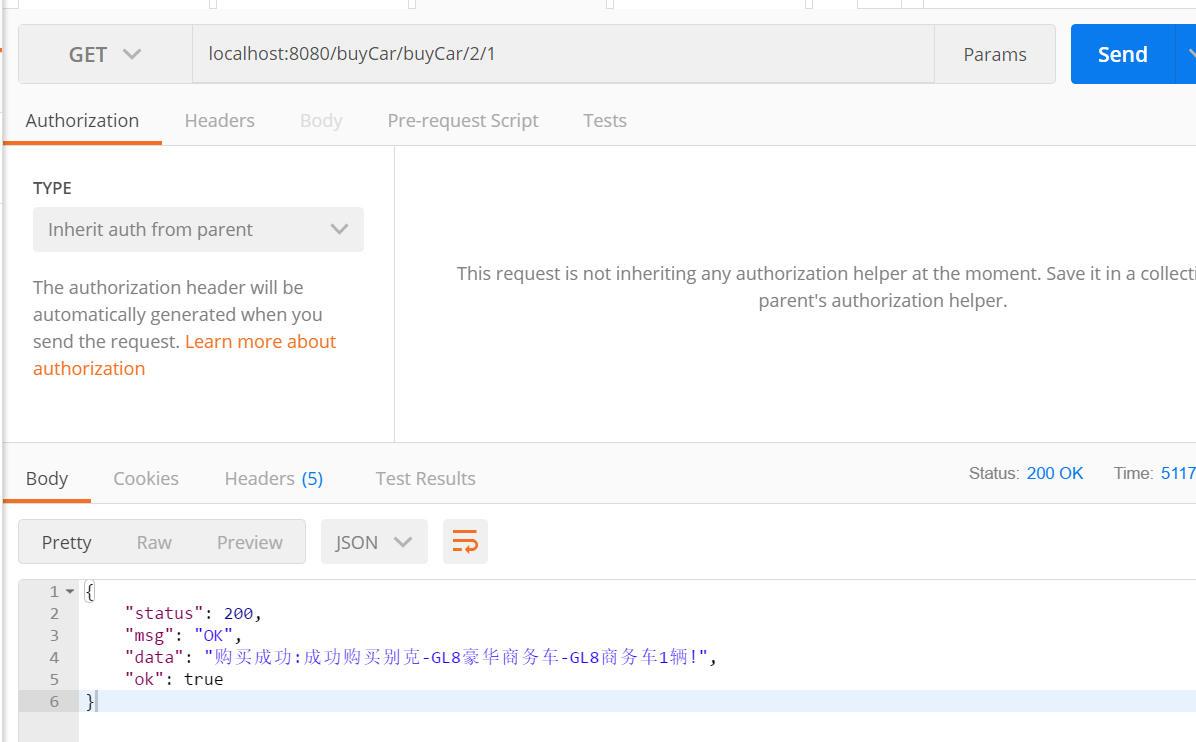 GET
localhost:8080/buyCar/buyCar/2/1
Params
Send
Authorization Headers Body Pre-request Script Tests
TYPE
Inherit auth from parent
The authorization header will be
automatically generated when you
send the request. Learn more about
authorization
This request is not inheriting any authorization helper at the moment. Save it in a collecti
parent's authorization helper.
Body Cookies Headers (5) Test Results Status: 200 OK Time: 5117
Pretty Raw Preview JSON
1 {
2 "status": 200,
3 "msg": "OK",
4 "data": "购买成功:成功购买别克-GL8豪华商务车-GL8商务车1辆!",
5 "ok": true
6 }